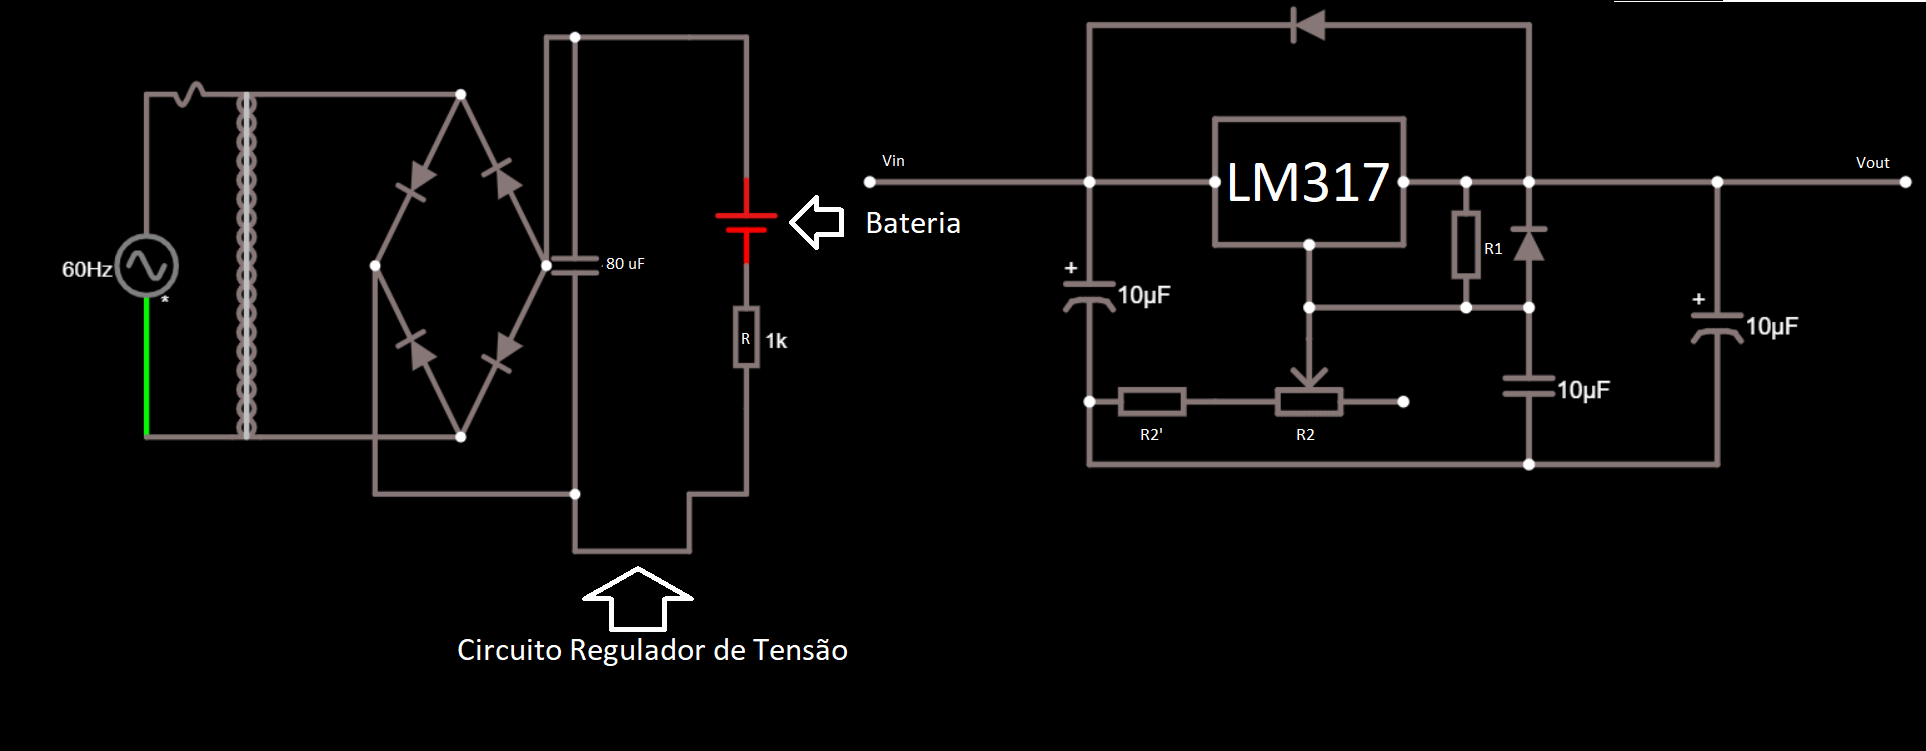 60Hz
*
80 uF
Bateria
R
1k
Circuito Regulador de Tensão
Vin
LM317
Vout
R1
+
10µF
+
10µF
10µF
R2'
R2